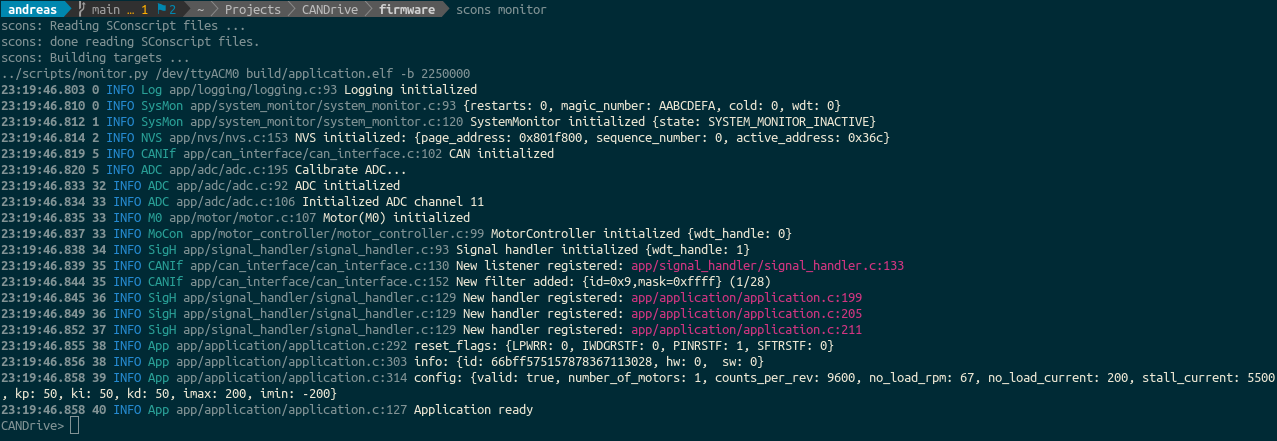 andreas main … 1 2 ~ Projects CANDrive firmware scons monitor
scons: Reading SConscript files ...
scons: done reading SConscript files.
scons: Building targets ...
../scripts/monitor.py /dev/ttyACM0 build/application.elf -b 2250000
23:19:46.803 0 INFO Log app/logging/logging.c:93 Logging initialized
23:19:46.810 0 INFO SysMon app/system_monitor/system_monitor.c:93 {restarts: 0, magic_number: AABCDEFA, cold: 0, wdt: 0}
23:19:46.812 1 INFO SysMon app/system_monitor/system_monitor.c:120 SystemMonitor initialized {state: SYSTEM_MONITOR_INACTIVE}
23:19:46.814 2 INFO NVS app/nvs/nvs.c:153 NVS initialized: {page_address: 0x801f800, sequence_number: 0, active_address: 0x36c}
23:19:46.819 5 INFO CANIf app/can_interface/can_interface.c:102 CAN initialized
23:19:46.820 5 INFO ADC app/adc/adc.c:195 Calibrate ADC...
23:19:46.833 32 INFO ADC app/adc/adc.c:92 ADC initialized
23:19:46.834 33 INFO ADC app/adc/adc.c:106 Initialized ADC channel 11
23:19:46.835 33 INFO M0 app/motor/motor.c:107 Motor(M0) initialized
23:19:46.837 33 INFO MoCon app/motor_controller/motor_controller.c:99 MotorController initialized {wdt_handle: 0}
23:19:46.838 34 INFO SigH app/signal_handler/signal_handler.c:93 Signal handler initialized {wdt_handle: 1}
23:19:46.839 35 INFO CANIf app/can_interface/can_interface.c:130 New listener registered: app/signal_handler/signal_handler.c:133
23:19:46.844 35 INFO CANIf app/can_interface/can_interface.c:152 New filter added: {id=0x9,mask=0xffff} (1/28)
23:19:46.845 36 INFO SigH app/signal_handler/signal_handler.c:129 New handler registered: app/application/application.c:199
23:19:46.849 36 INFO SigH app/signal_handler/signal_handler.c:129 New handler registered: app/application/application.c:205
23:19:46.852 37 INFO SigH app/signal_handler/signal_handler.c:129 New handler registered: app/application/application.c:211
23:19:46.855 38 INFO App app/application/application.c:292 reset_flags: {LPWRR: 0, IWDGRSTF: 0, PINRSTF: 1, SFTRSTF: 0}
23:19:46.856 38 INFO App app/application/application.c:303 info: {id: 66bff575157878367113028, hw: 0,  sw: 0}
23:19:46.858 39 INFO App app/application/application.c:314 config: {valid: true, number_of_motors: 1, counts_per_rev: 9600, no_load_rpm: 67, no_load_current: 200, stall_current: 5500
, kp: 50, ki: 50, kd: 50, imax: 200, imin: -200}
23:19:46.858 40 INFO App app/application/application.c:127 Application ready
CANDrive>